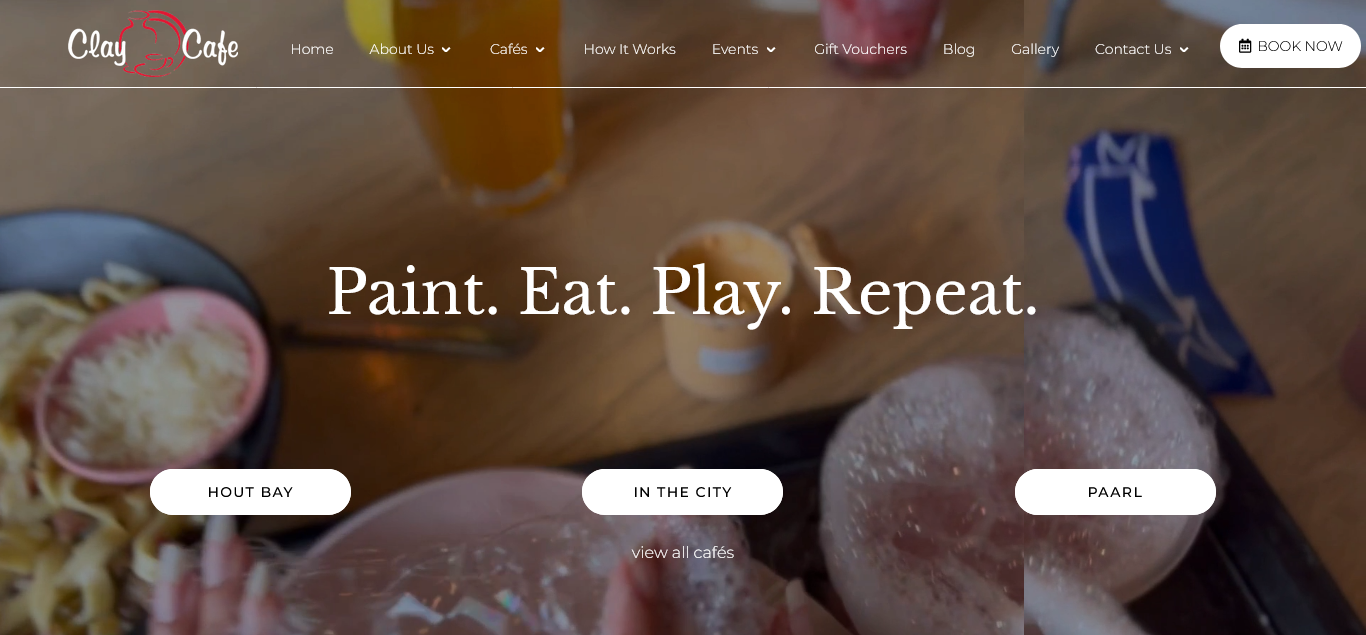 Clay Cafe
Home
About Us
Cafés
How It Works
Events
Gift Vouchers
Blog
Gallery
Contact Us
BOOK NOW
Paint. Eat. Play. Repeat.
HOUT BAY
IN THE CITY
PAARL
view all cafés